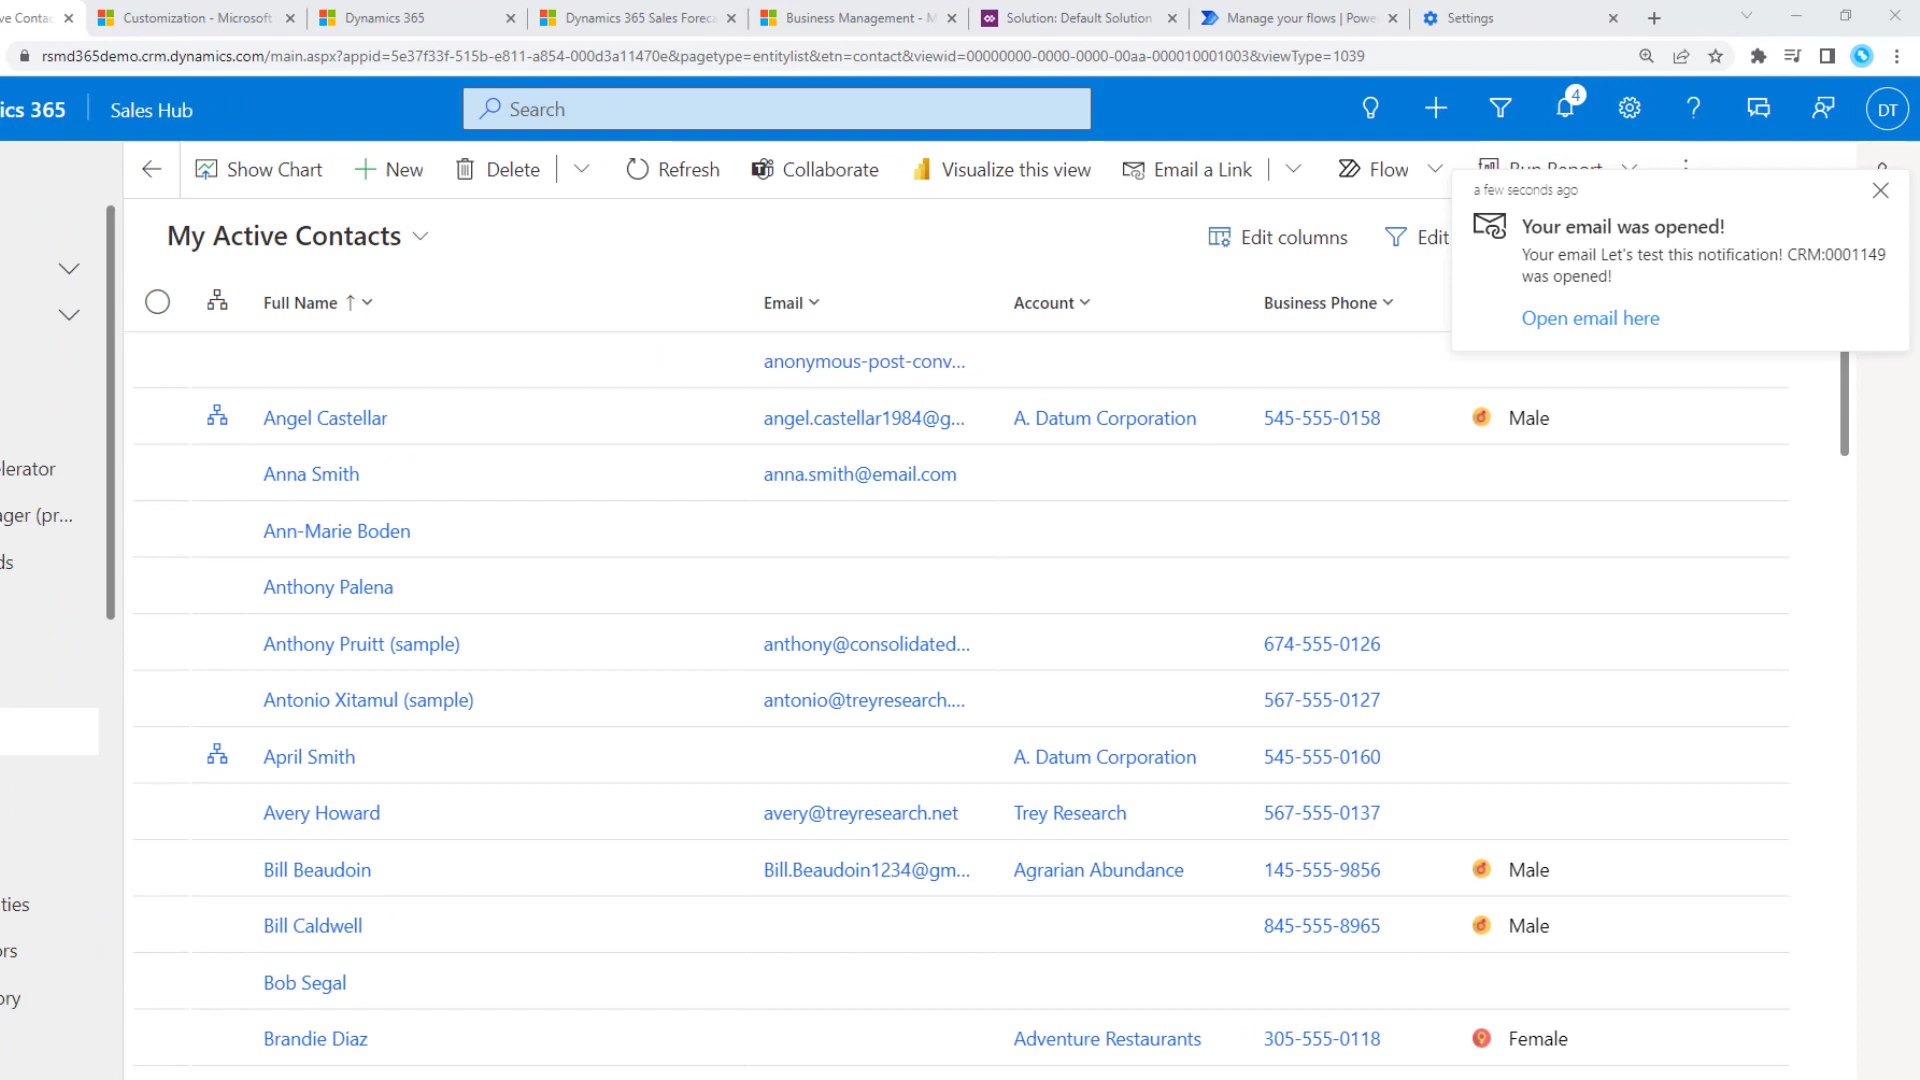 ctive Contac
Customization - Microsoft
Dynamics 365
Dynamics 365 Sales Foreca
Business Management - M
Solution: Default Solution
Manage your flows | Powe
Settings
rsmd365demo.crm.dynamics.com/main.aspx?appid=5e37f33f-515b-e811-a854-000d3a11470e&pagetype=entitylist&etn=contact&viewid=00000000-0000-0000-00aa-000010001003&viewType=1039
ics 365
Sales Hub
Search
4
DT
Show Chart
New
Delete
Refresh
Collaborate
Visualize this view
Email a Link
Flow
Run Report
a few seconds ago
Your email was opened!
Your email Let's test this notification! CRM:0001149
was opened!
Open email here
My Active Contacts
Edit columns
Edit
Full Name
Email
Account
Business Phone
anonymous-post-conv...
Angel Castellar angel.castellar1984@g... A. Datum Corporation 545-555-0158 Male
Anna Smith anna.smith@email.com
Ann-Marie Boden
Anthony Palena
Anthony Pruitt (sample) anthony@consolidated... 674-555-0126
Antonio Xitamul (sample) antonio@treyresearch.... 567-555-0127
April Smith A. Datum Corporation 545-555-0160
Avery Howard avery@treyresearch.net Trey Research 567-555-0137
Bill Beaudoin Bill.Beaudoin1234@gm... Agrarian Abundance 145-555-9856 Male
Bill Caldwell 845-555-8965 Male
Bob Segal
Brandie Diaz Adventure Restaurants 305-555-0118 Female
lerator
ager (pr...
ds
ties
ors
ory